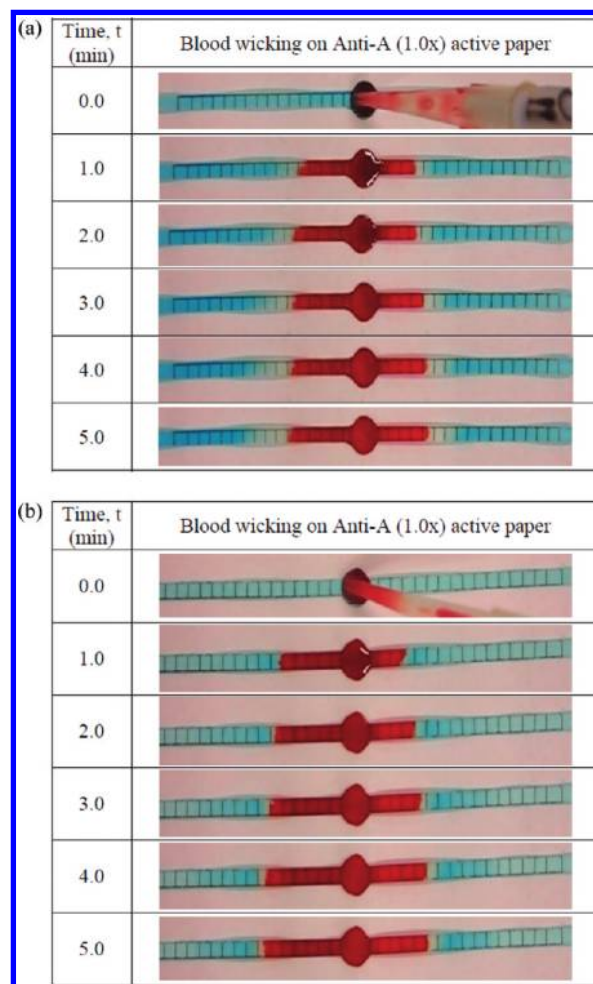 (a)
Time, t
(min)
Blood wicking on Anti-A (1.0x) active paper
0.0
1.0
2.0
3.0
4.0
5.0
(b)
Time, t
(min)
Blood wicking on Anti-A (1.0x) active paper
0.0
1.0
2.0
3.0
4.0
5.0